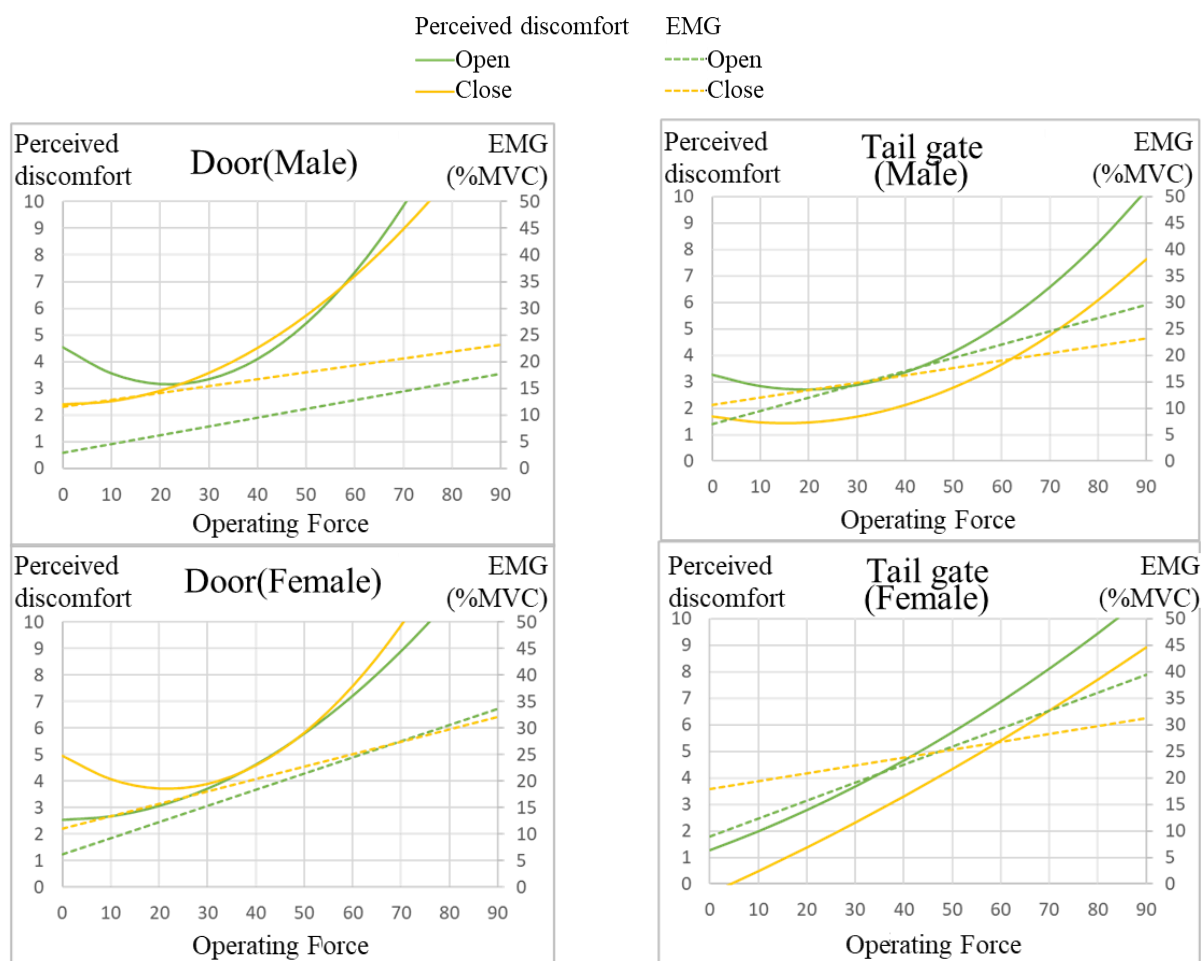 Perceived discomfort EMG
Open Open
Close Close
Perceived
discomfort
Door(Male)
EMG
(%MVC)
10
9
8
7
6
5
4
3
2
1
0
50
45
40
35
30
25
20
15
10
5
0
0 10 20 30 40 50 60 70 80 90
Operating Force
Perceived
discomfort
Tail gate
(Male)
EMG
(%MVC)
10
9
8
7
6
5
4
3
2
1
0
50
45
40
35
30
25
20
15
10
5
0
0 10 20 30 40 50 60 70 80 90
Operating Force
Perceived
discomfort
Door(Female)
EMG
(%MVC)
10
9
8
7
6
5
4
3
2
1
0
50
45
40
35
30
25
20
15
10
5
0
0 10 20 30 40 50 60 70 80 90
Operating Force
Perceived
discomfort
Tail gate
(Female)
EMG
(%MVC)
10
9
8
7
6
5
4
3
2
1
0
50
45
40
35
30
25
20
15
10
5
0
0 10 20 30 40 50 60 70 80 90
Operating Force